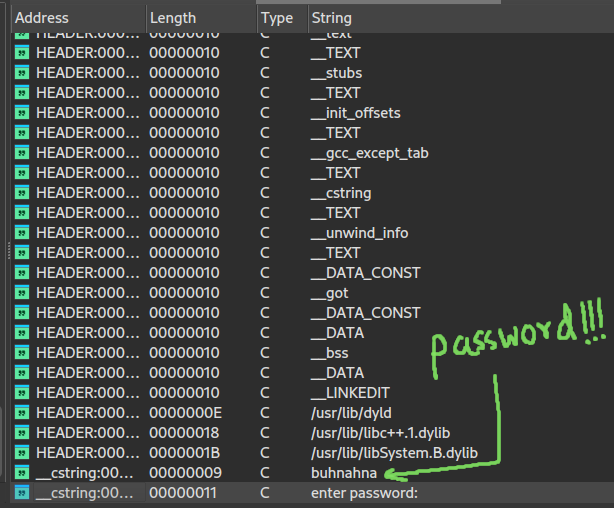 Address Length Type String
HEADER:000... 00000010 C __text
HEADER:000... 00000010 C __TEXT
HEADER:000... 00000010 C __stubs
HEADER:000... 00000010 C __TEXT
HEADER:000... 00000010 C __init_offsets
HEADER:000... 00000010 C __TEXT
HEADER:000... 00000010 C __gcc_except_tab
HEADER:000... 00000010 C __TEXT
HEADER:000... 00000010 C __cstring
HEADER:000... 00000010 C __TEXT
HEADER:000... 00000010 C __unwind_info
HEADER:000... 00000010 C __TEXT
HEADER:000... 00000010 C __DATA_CONST
HEADER:000... 00000010 C __got
HEADER:000... 00000010 C __DATA_CONST
HEADER:000... 00000010 C __DATA
HEADER:000... 00000010 C __bss
HEADER:000... 00000010 C __DATA
HEADER:000... 00000010 C __LINKEDIT
HEADER:000... 0000000E C /usr/lib/dyld
HEADER:000... 00000018 C /usr/lib/libc++.1.dylib
HEADER:000... 0000001B C /usr/lib/libSystem.B.dylib
__cstring:00... 00000009 C buhnahna
__cstring:00... 00000011 C enter password:
password!!!